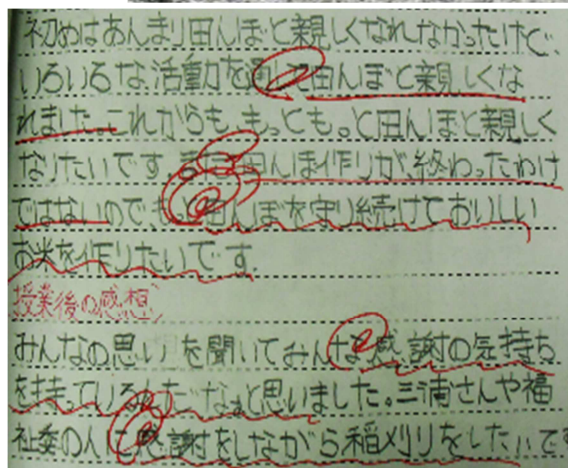 初めはあんまり田んぼと親しくなれなかったけど、
いろいろな活動を通して田んぼと親しくな
れました。これからも、もっともっと田んぼと親しく
なりたいです。田んぼ作りが終わったわけ
ではないので、もっと田んぼを守り続けておいしい
お米を作りたいです。
授業後の感想
みんなの思いを聞いてみんな感謝の気持ち
を持っているんだなぁと思いました。三浦さんや福
祉委の人に感謝をしながら稲刈りをしたいです